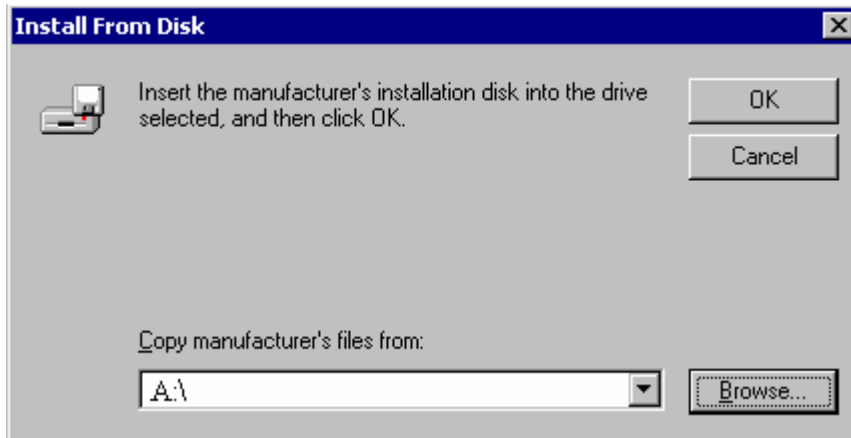 Install From Disk
Insert the manufacturer's installation disk into the drive
selected, and then click OK.
OK
Cancel
Copy manufacturer's files from:
A:\
Browse...